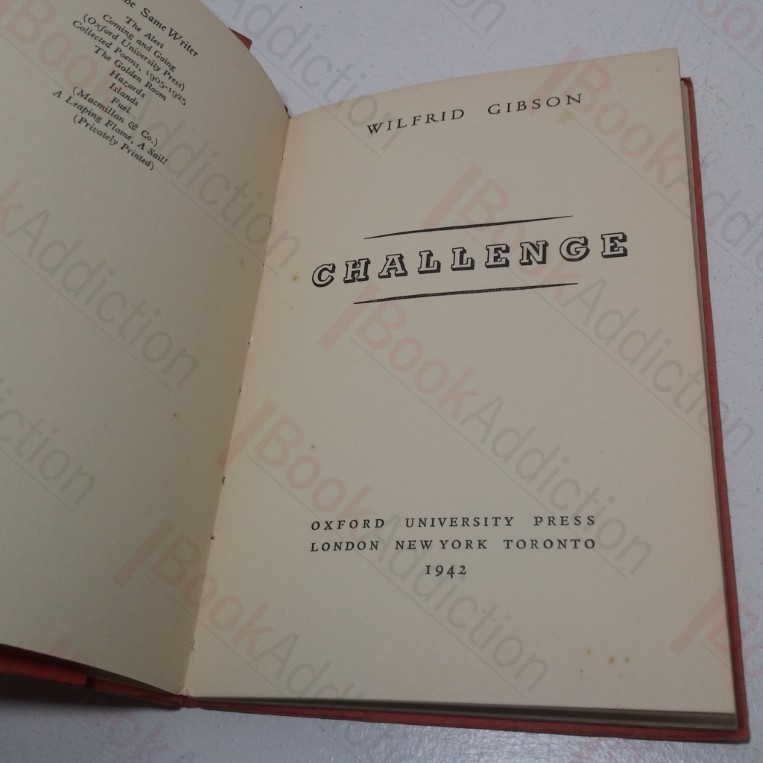 he Same Writer
The Alert
Coming and Going
(Oxford University Press)
Collected Poems, 1905-1925
The Golden Room
Hazards
Islands
Fuel
(Macmillan & Co.)
A Leaping Flame, A Sail!
(Privately Printed)
WILFRID GIBSON
CHALLENGE
OXFORD UNIVERSITY PRESS
LONDON NEW YORK TORONTO
1942
BookAddiction